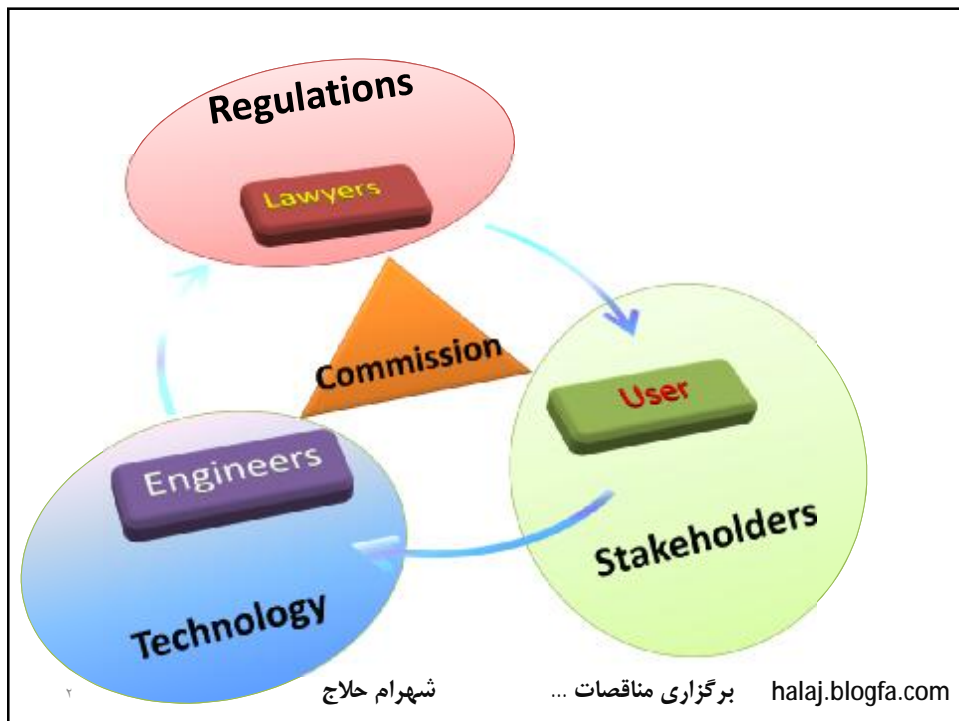 Regulations
Lawyers
Commission
User
Engineers
Stakeholders
Technology
۲ شهرام حلاج برگزاری مناقصات ... halaj.blogfa.com